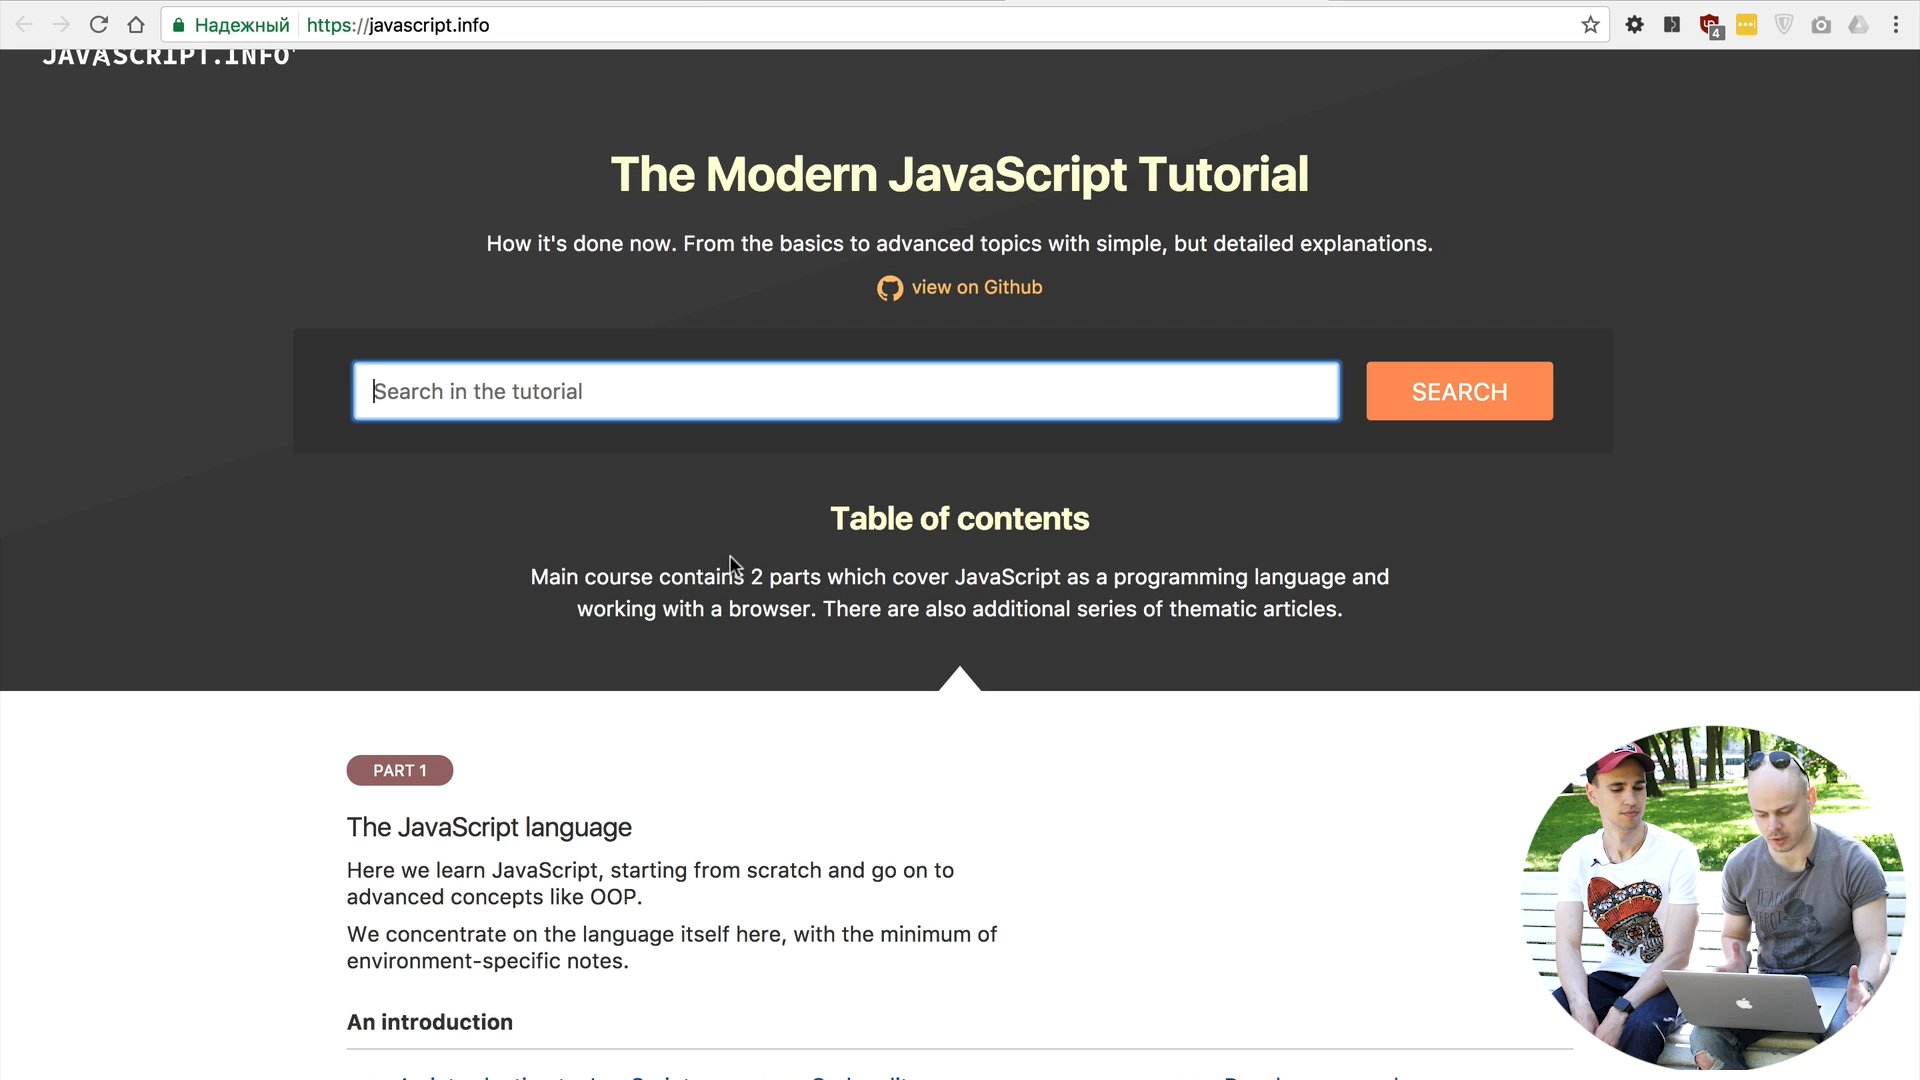 Надежный https://javascript.info
4
JAVASCRIPT.INFO
The Modern JavaScript Tutorial
How it's done now. From the basics to advanced topics with simple, but detailed explanations.
view on Github
Search in the tutorial
SEARCH
Table of contents
Main course contains 2 parts which cover JavaScript as a programming language and
working with a browser. There are also additional series of thematic articles.
PART 1
The JavaScript language
Here we learn JavaScript, starting from scratch and go on to
advanced concepts like OOP.
We concentrate on the language itself here, with the minimum of
environment-specific notes.
An introduction